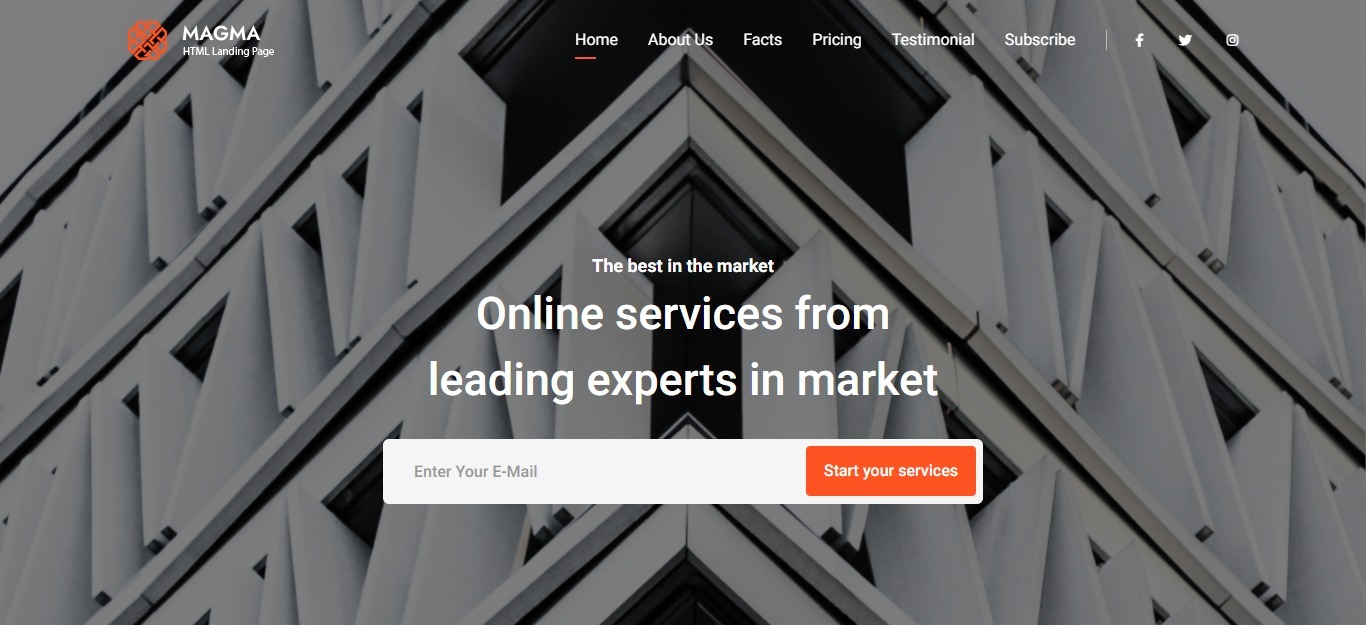 MAGMA
HTML Landing Page
Home About Us Facts Pricing Testimonial Subscribe
The best in the market
Online services from
leading experts in market
Enter Your E-Mail
Start your services